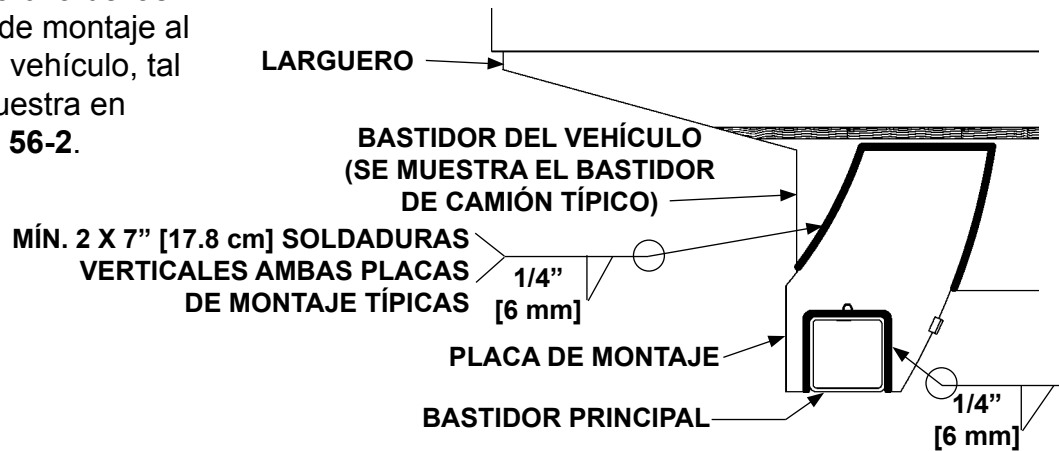 de montaje al
vehículo, tal
uestra en
56-2.
LARGUERO
BASTIDOR DEL VEHÍCULO
(SE MUESTRA EL BASTIDOR
DE CAMIÓN TÍPICO)
MÍN. 2 X 7” [17.8 cm] SOLDADURAS
VERTICALES AMBAS PLACAS
DE MONTAJE TÍPICAS
1/4”
[6 mm]
PLACA DE MONTAJE
BASTIDOR PRINCIPAL
1/4”
[6 mm]